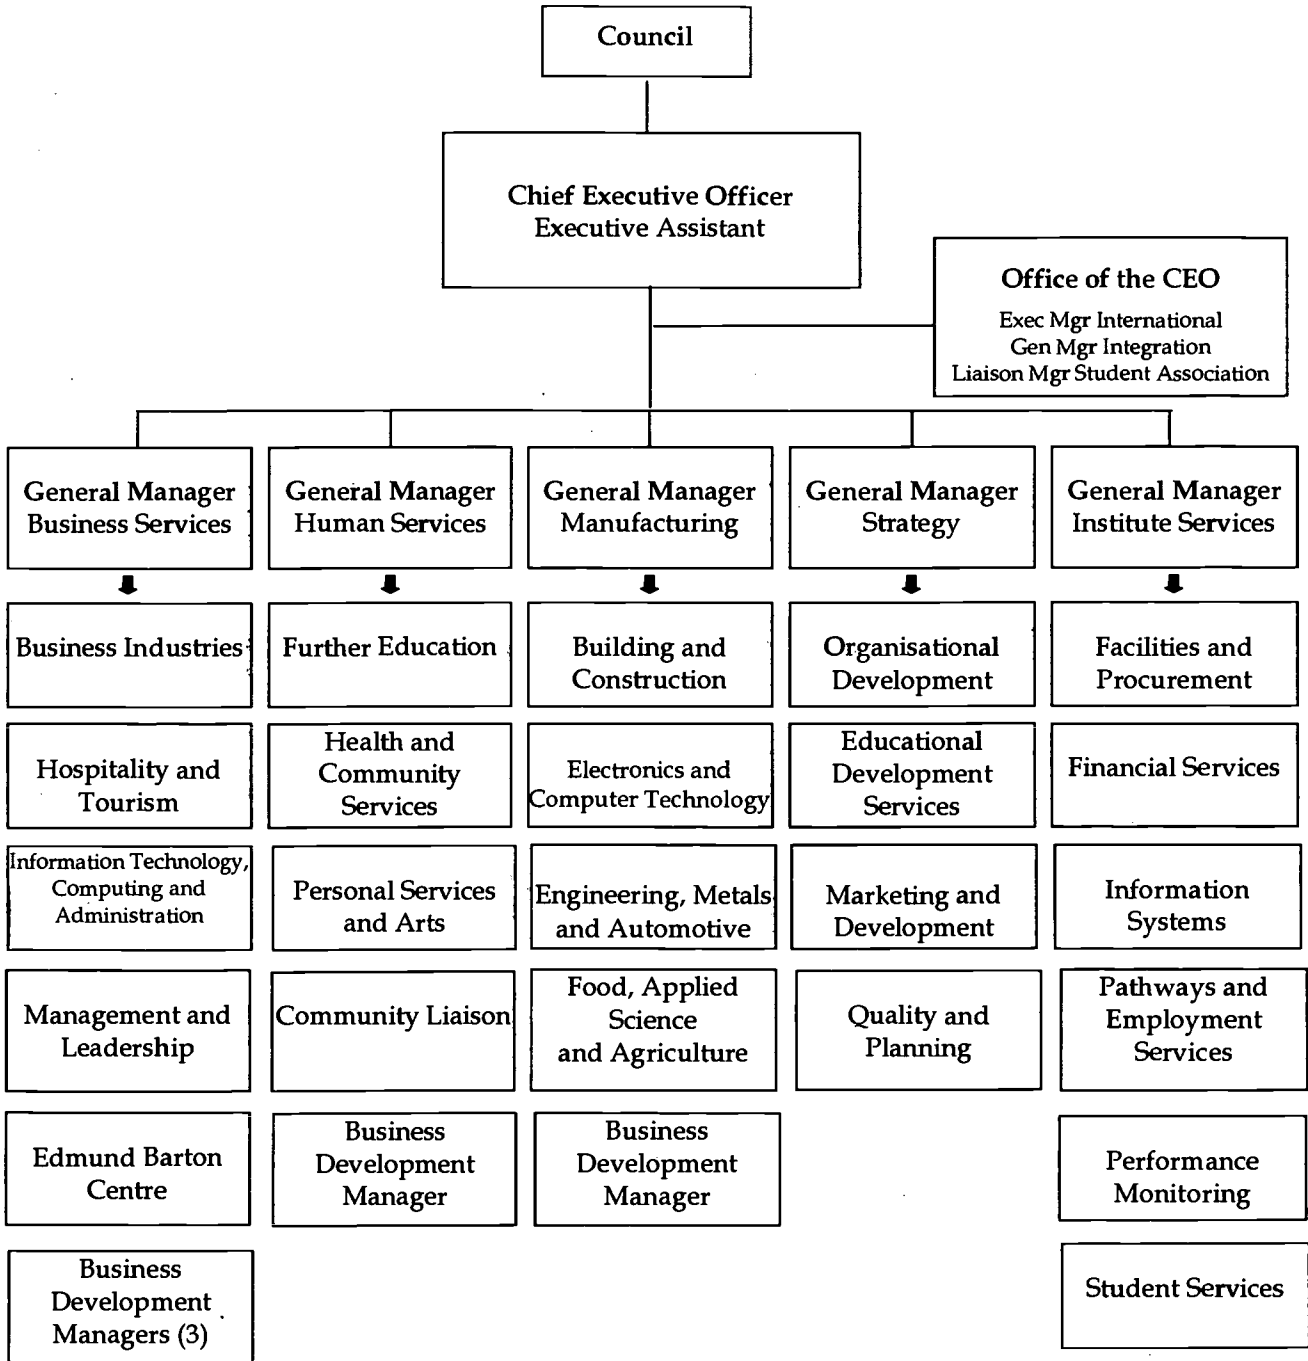 Council
Chief Executive Officer
Executive Assistant
Office of the CEO
Exec Mgr International
Gen Mgr Integration
Liaison Mgr Student Association
General Manager
Business Services
General Manager
Human Services
General Manager
Manufacturing
General Manager
Strategy
General Manager
Institute Services
Business Industries
Further Education
Building and
Construction
Organisational
Development
Facilities and
Procurement
Hospitality and
Tourism
Health and
Community
Services
Electronics and
Computer Technology
Educational
Development
Services
Financial Services
Information Technology,
Computing and
Administration
Personal Services
and Arts
Engineering, Metals
and Automotive
Marketing and
Development
Information
Systems
Management and
Leadership
Community Liaison
Food, Applied
Science
and Agriculture
Quality and
Planning
Pathways and
Employment
Services
Edmund Barton
Centre
Business
Development
Manager
Business
Development
Manager
Performance
Monitoring
Business
Development
Managers (3)
Student Services